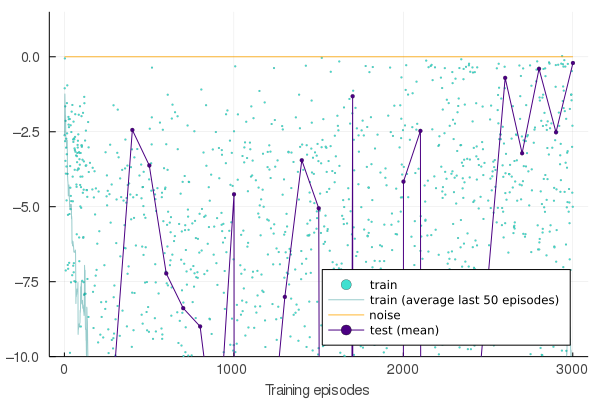 0.0
−2.5
−5.0
−7.5
−10.0
train
train (average last 50 episodes)
noise
test (mean)
0 1000 2000 3000
Training episodes